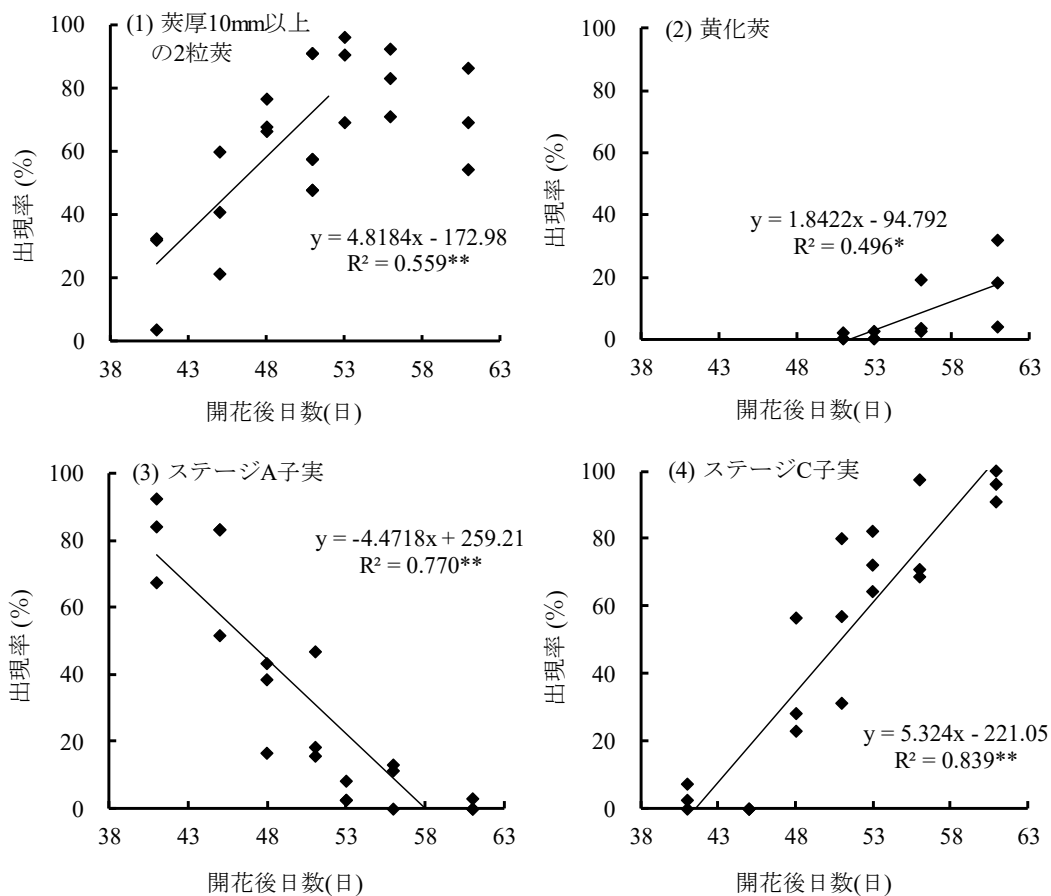 (1) 莢厚10mm以上
の2粒莢
100
80
60
40
20
0
出現率 (%)
y = 4.8184x - 172.98
R² = 0.559**
38 43 48 53 58 63
開花後日数(日)
(2) 黄化莢
100
80
60
40
20
0
出現率 (%)
y = 1.8422x - 94.792
R² = 0.496*
38 43 48 53 58 63
開花後日数(日)
(3) ステージA子実
100
80
60
40
20
0
出現率 (%)
y = -4.4718x + 259.21
R² = 0.770**
38 43 48 53 58 63
開花後日数(日)
(4) ステージC子実
100
80
60
40
20
0
出現率 (%)
y = 5.324x - 221.05
R² = 0.839**
38 43 48 53 58 63
開花後日数(日)